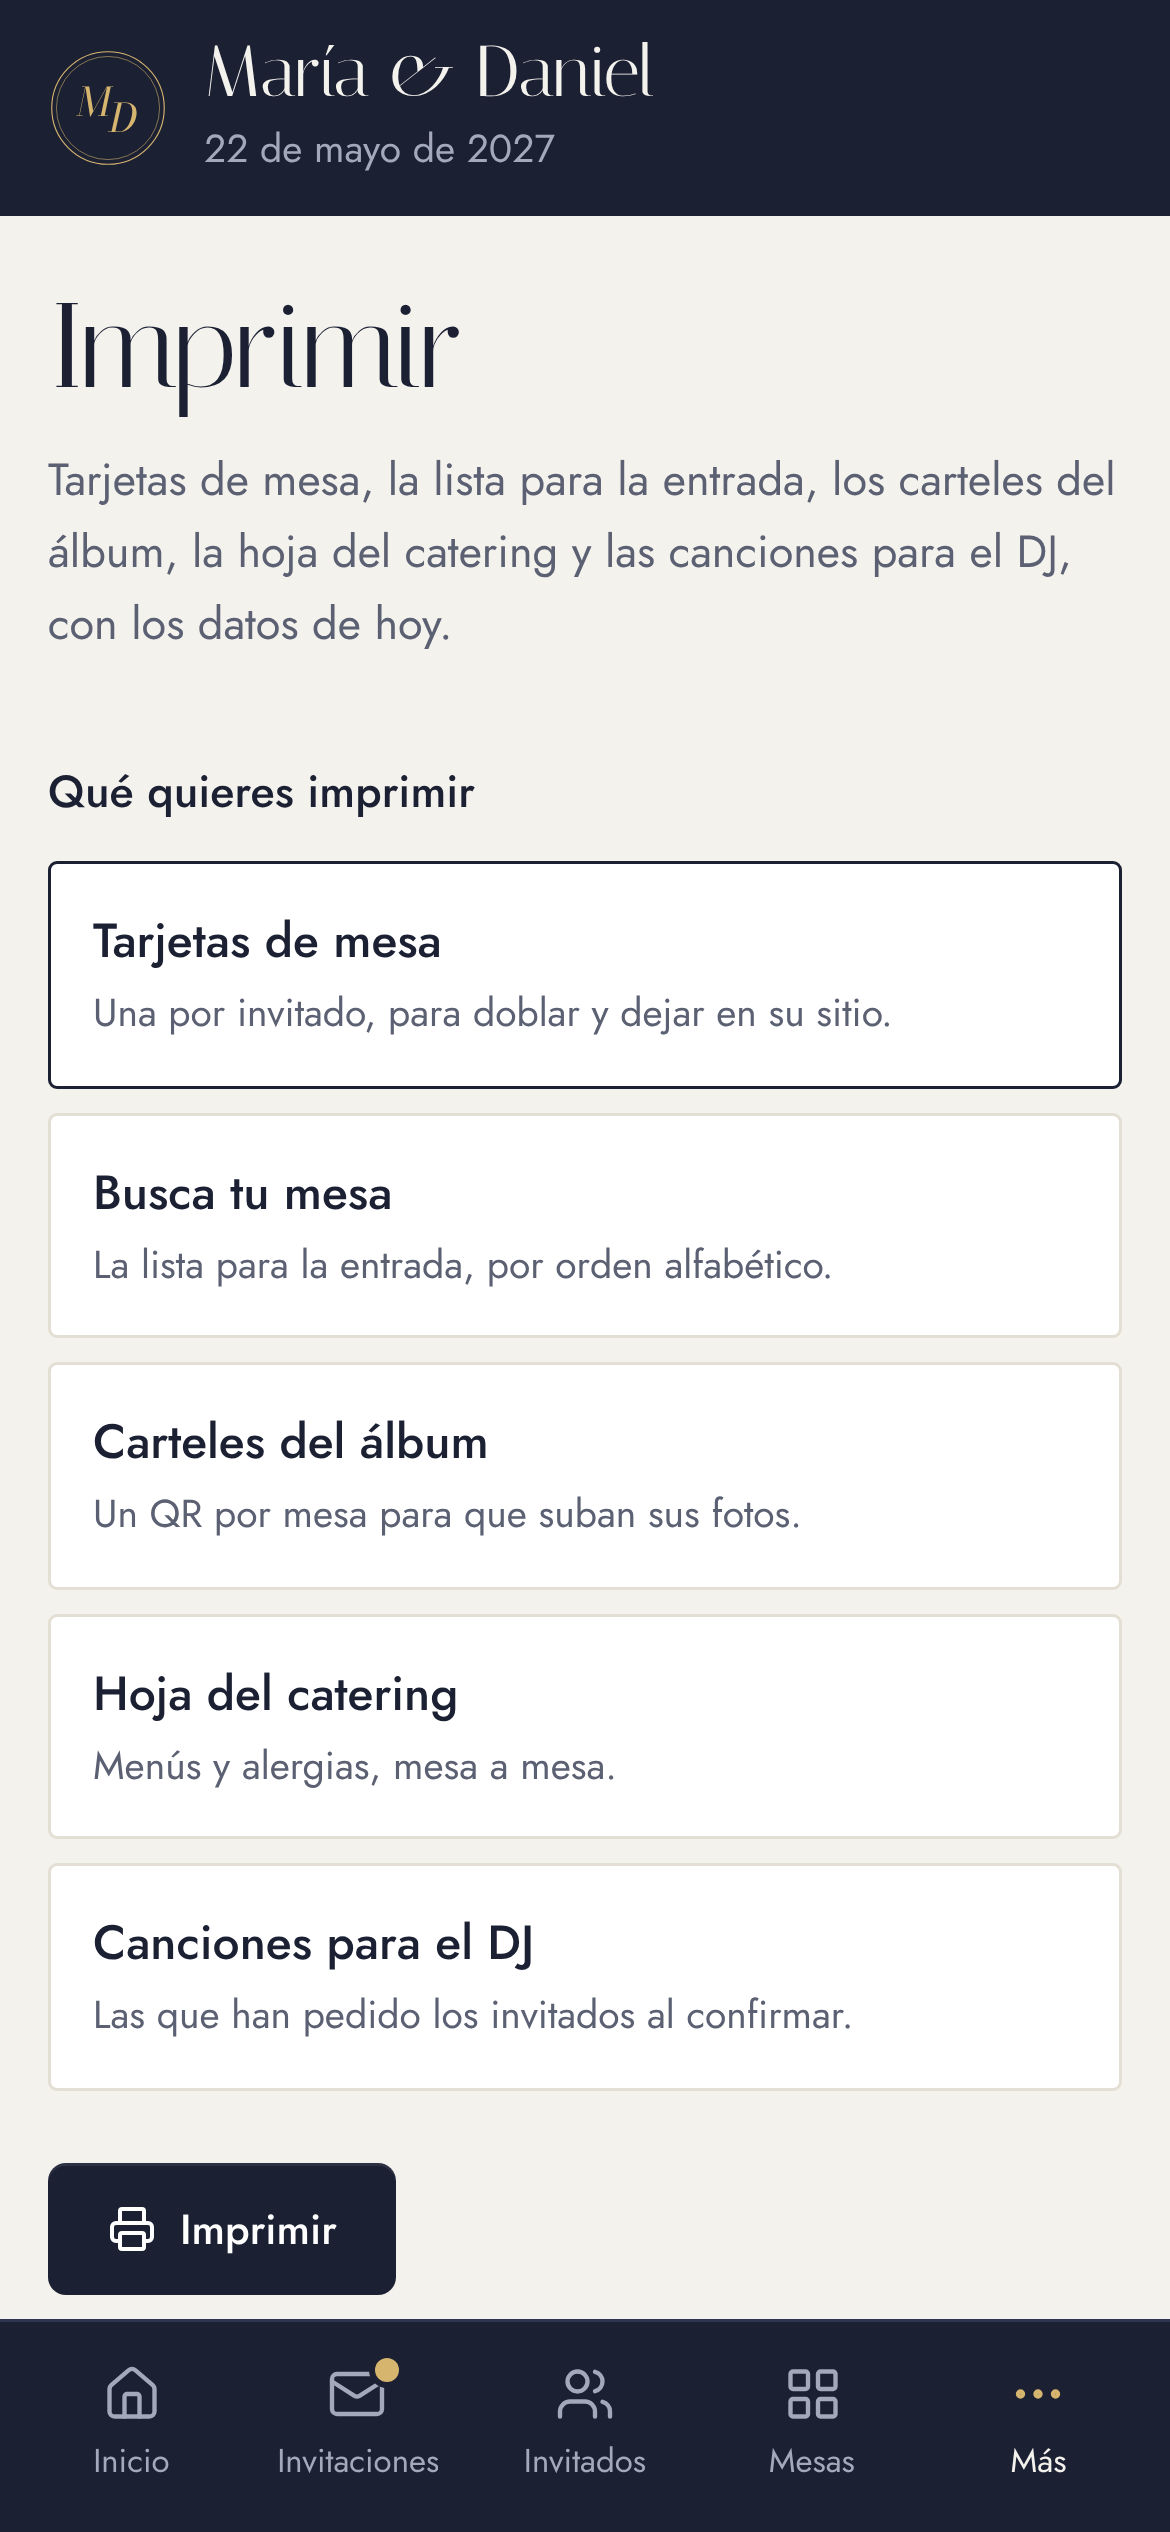 MD
María & Daniel
22 de mayo de 2027
Imprimir
Tarjetas de mesa, la lista para la entrada, los carteles del
álbum, la hoja del catering y las canciones para el DJ,
con los datos de hoy.
Qué quieres imprimir
Tarjetas de mesa
Una por invitado, para doblar y dejar en su sitio.
Busca tu mesa
La lista para la entrada, por orden alfabético.
Carteles del álbum
Un QR por mesa para que suban sus fotos.
Hoja del catering
Menús y alergias, mesa a mesa.
Canciones para el DJ
Las que han pedido los invitados al confirmar.
Imprimir
Inicio
Invitaciones
Invitados
Mesas
Más